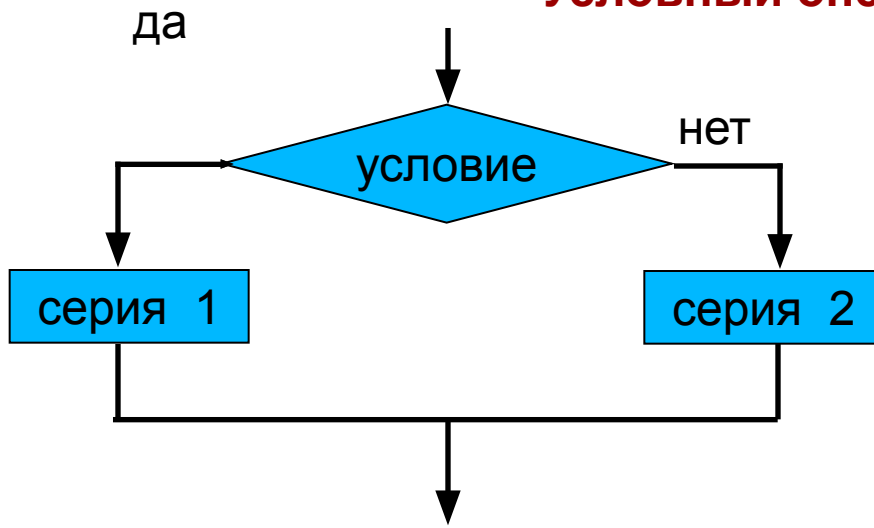 да
нет
условие
серия 1
серия 2